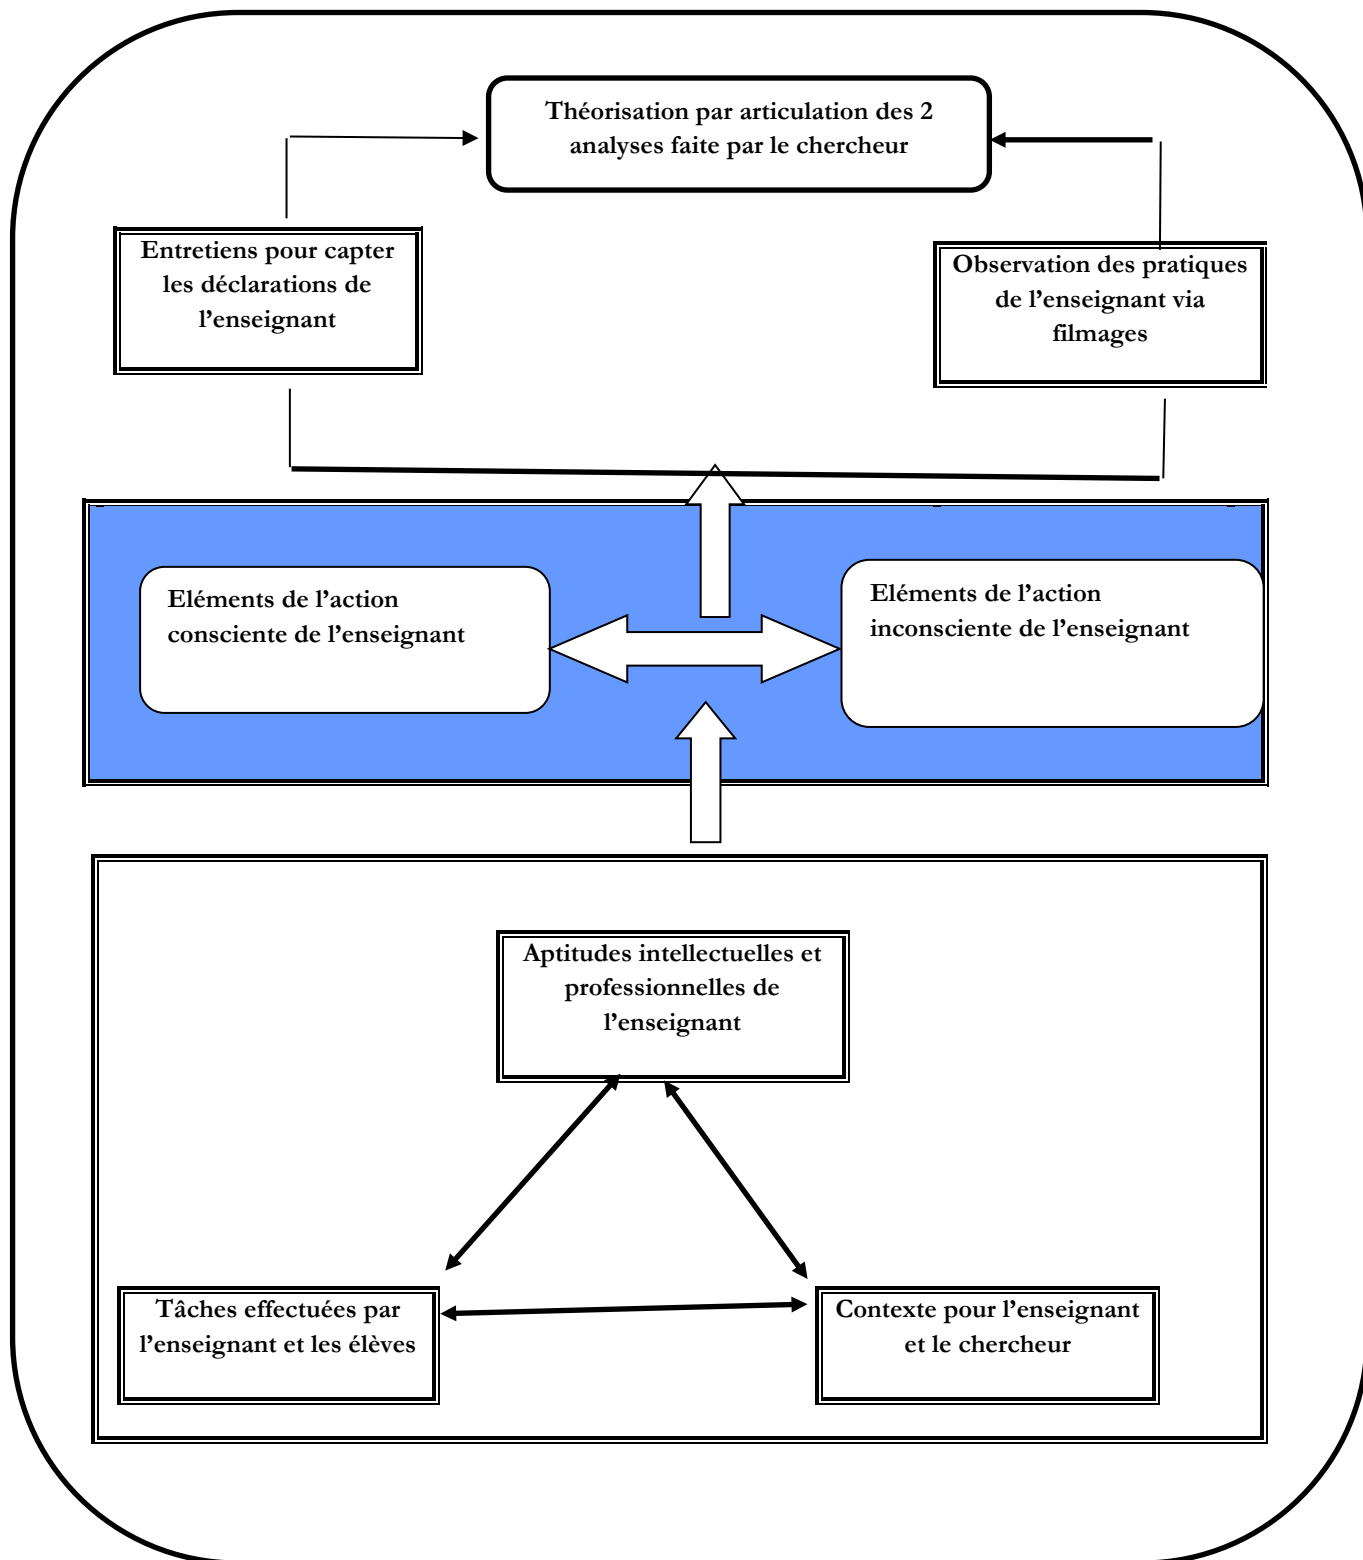 Théorisation par articulation des 2
analyses faite par le chercheur
Entretiens pour capter
les déclarations de
l’enseignant
Observation des pratiques
de l’enseignant via
filmages
Eléments de l’action
consciente de l’enseignant
Eléments de l’action
inconsciente de l’enseignant
Aptitudes intellectuelles et
professionnelles de
l’enseignant
Tâches effectuées par
l’enseignant et les élèves
Contexte pour l’enseignant
et le chercheur